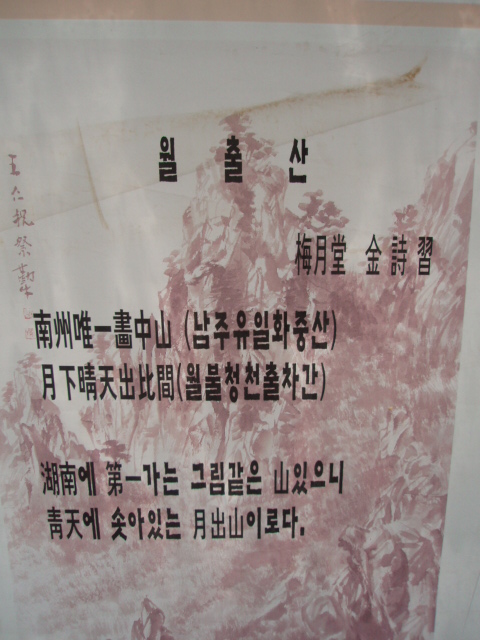 월출산
梅月堂 金詩習
南州唯一畵中山 (남주유일화중산)
月下晴天出比間(월불청천출차간)
湖南에 第一가는 그림같은 山있으니
靑天에 솟아있는 月出山이로다.